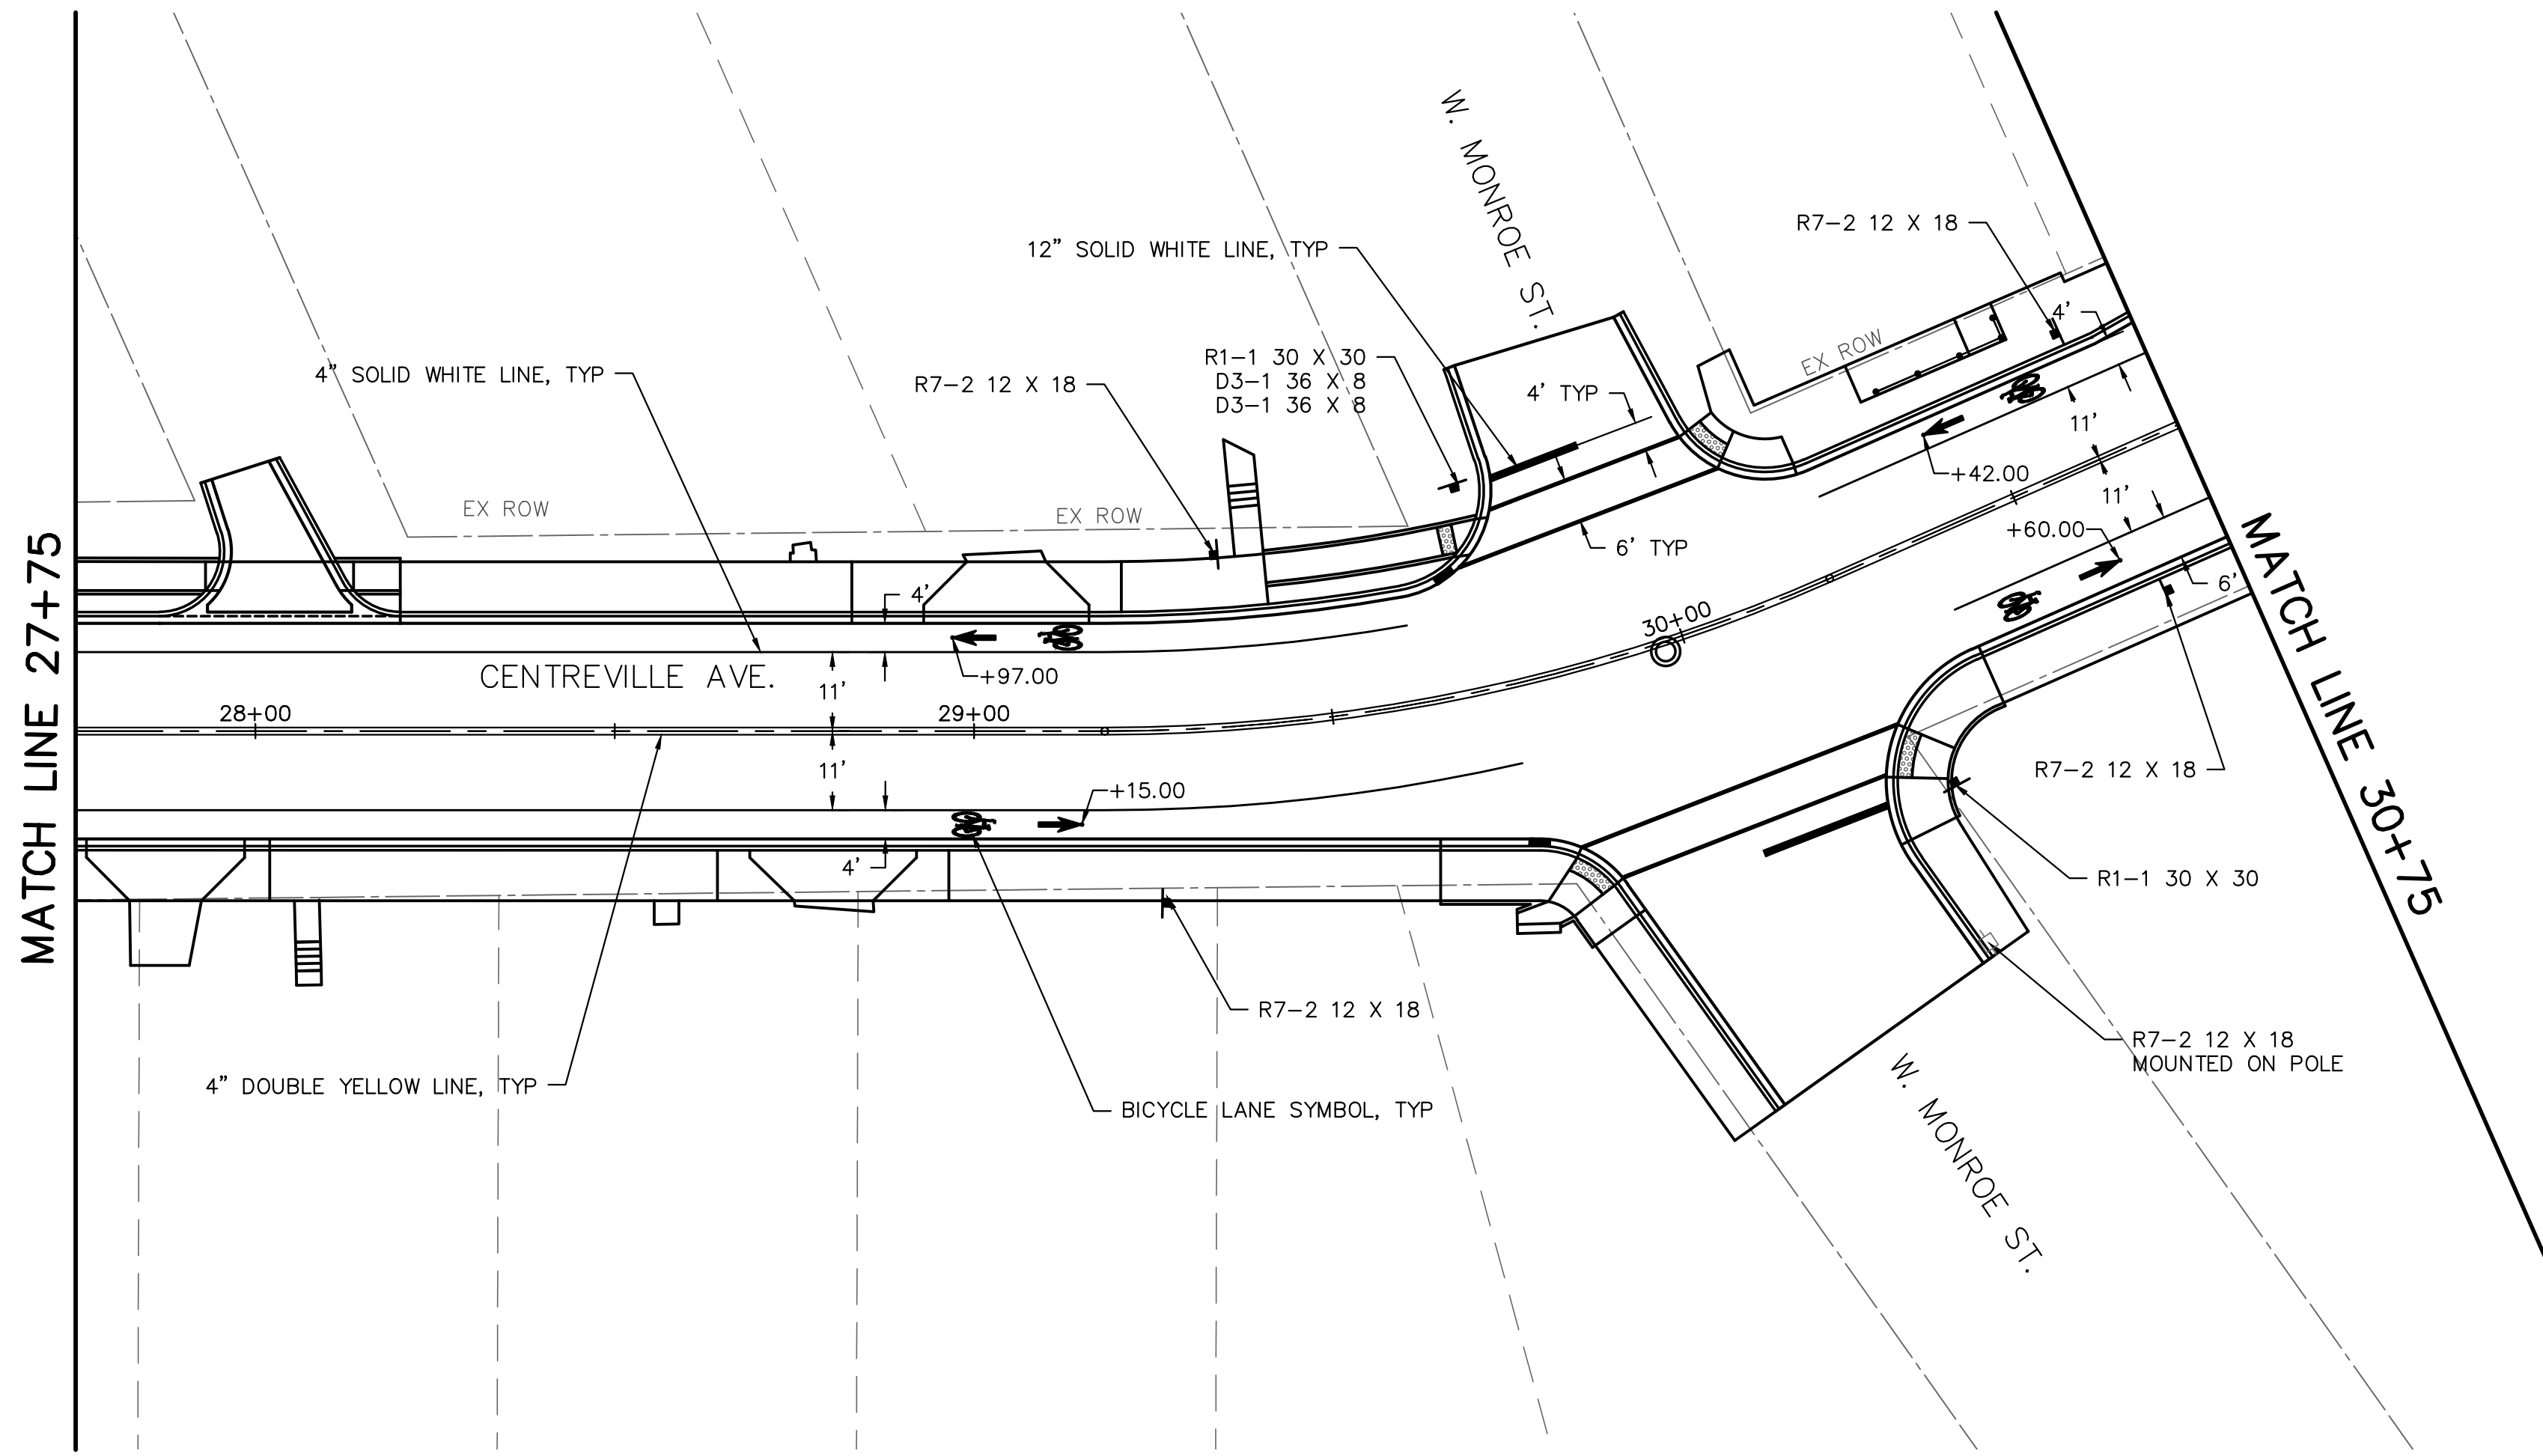 W. MONROE ST.
R7-2 12 X 18
12" SOLID WHITE LINE, TYP
4'
R1-1 30 X 30
D3-1 36 X 8
D3-1 36 X 8
4" SOLID WHITE LINE, TYP
R7-2 12 X 18
4' TYP
EX ROW
11'
+42.00
11'
EX ROW
EX ROW
+60.00
6' TYP
6'
MATCH LINE 27+75
MATCH LINE 30+75
4'
30+00
CENTREVILLE AVE.
11'
+97.00
28+00
29+00
11'
+15.00
R7-2 12 X 18
4'
R1-1 30 X 30
R7-2 12 X 18
R7-2 12 X 18
MOUNTED ON POLE
4" DOUBLE YELLOW LINE, TYP
BICYCLE LANE SYMBOL, TYP
W. MONROE ST.